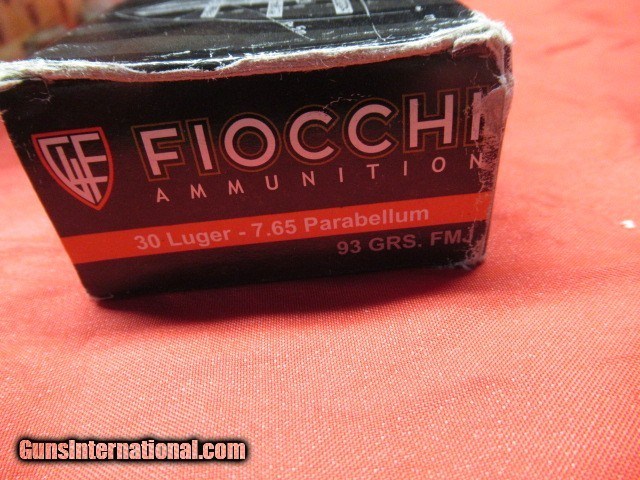 FIOCCHI
AMMUNITION
30 Luger - 7.65 Parabellum
93 GRS. FMJ
GunsInternational.com